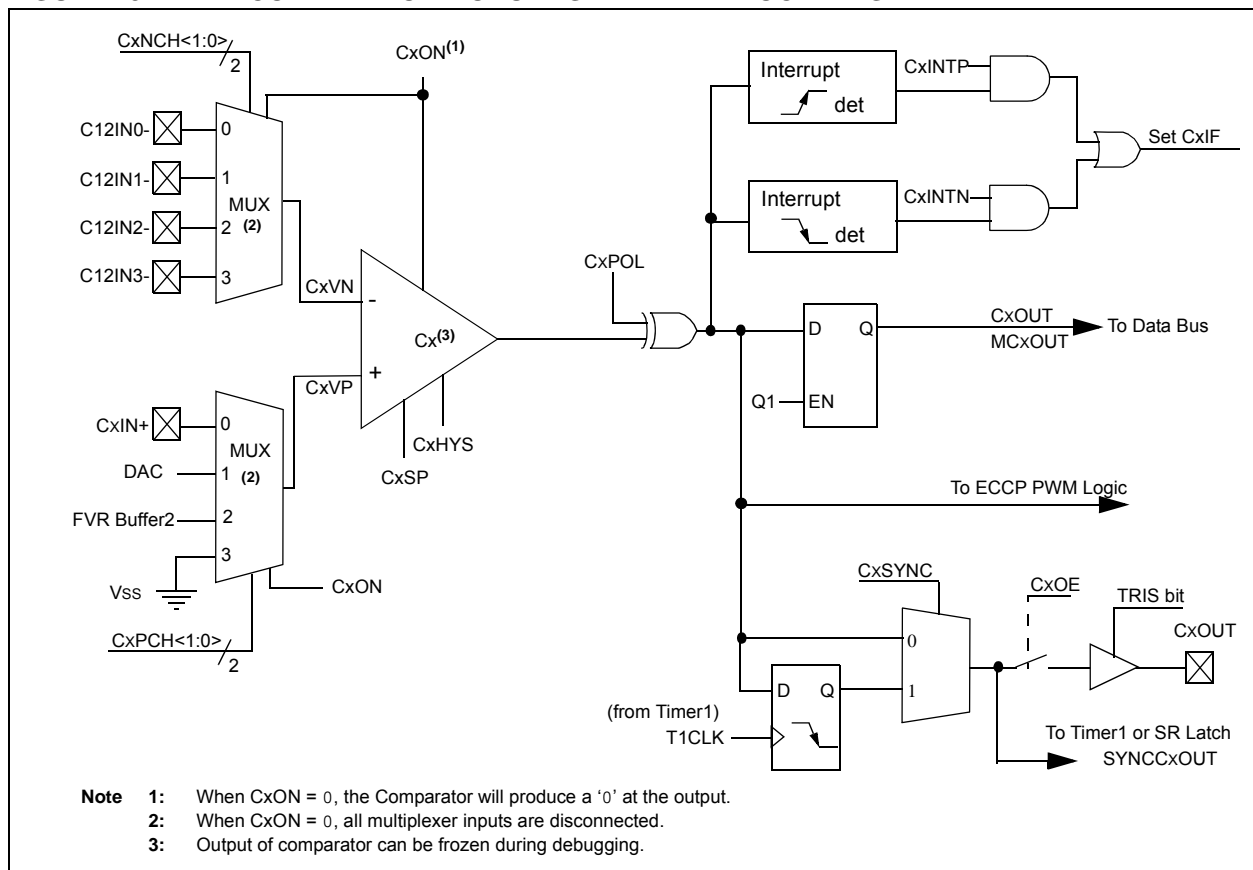 CxNCH<1:0>
2
CxON(1)
C12IN0-
C12IN1-
C12IN2-
C12IN3-
0
1
2
3
MUX
(2)
CxVN
-
Cx(3)
+
CxVP
CxHYS
CxSP
CxIN+
DAC
FVR Buffer2
Vss
0
1
2
3
MUX
(2)
CxON
CxPCH<1:0>
2
CxPOL
Interrupt
det
CxINTP
Interrupt
det
CxINTN
Set CxIF
D
Q
Q1
EN
CxOUT
MCxOUT
To Data Bus
To ECCP PWM Logic
CxSYNC
0
1
CxOE
TRIS bit
CxOUT
D
Q
(from Timer1)
T1CLK
To Timer1 or SR Latch
SYNCCxOUT
Note 1: When CxON = 0, the Comparator will produce a ‘0’ at the output.
2: When CxON = 0, all multiplexer inputs are disconnected.
3: Output of comparator can be frozen during debugging.